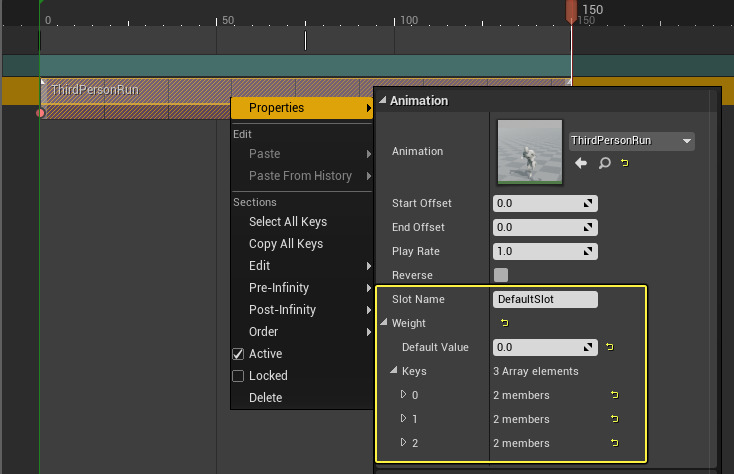 150
0 50 100 150
ThirdPersonRun
Properties
Edit
Paste
Paste From History
Sections
Select All Keys
Copy All Keys
Edit
Pre-Infinity
Post-Infinity
Order
Active
Locked
Delete
Animation
Animation ThirdPersonRun
Start Offset 0.0
End Offset 0.0
Play Rate 1.0
Reverse
Slot Name DefaultSlot
Weight
Default Value 0.0
Keys 3 Array elements
0 2 members
1 2 members
2 2 members